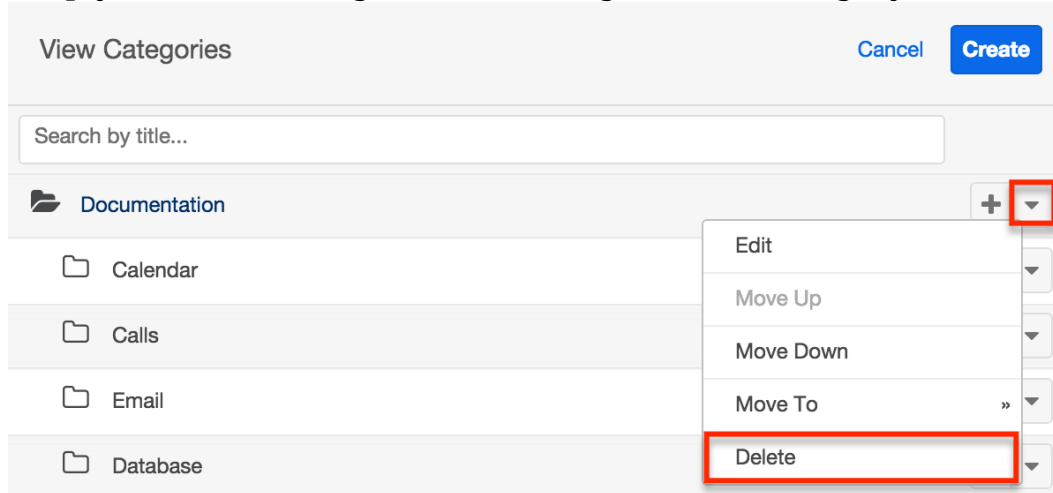 View Categories
Cancel
Create
Search by title...
Documentation
Edit
Calendar
Move Up
Calls
Move Down
Email
Move To »
Database
Delete